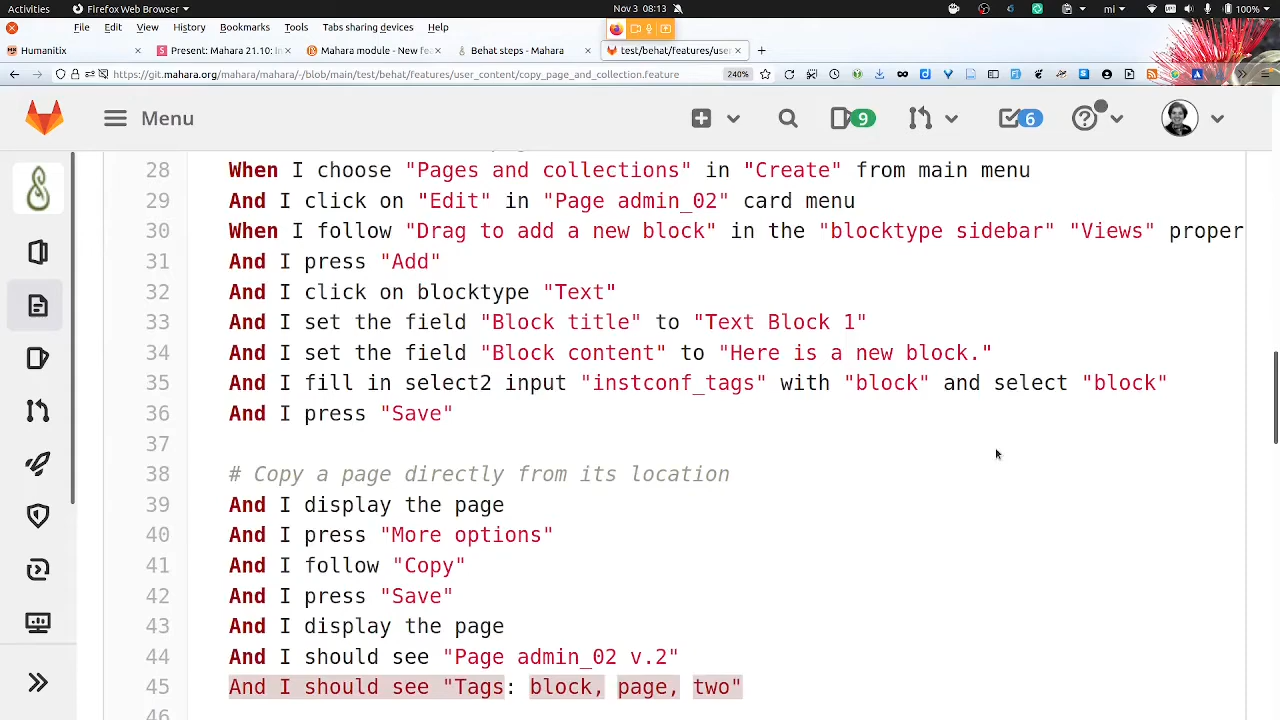 Activities
Firefox Web Browser
Nov 3 08:13
mi
100%
File Edit View History Bookmarks Tools Tabs sharing devices Help
Humanitix
Present: Mahara 21.10: I
Mahara module - New fo
Behat steps - Mahara
test/behat/features/user
https://git.mahara.org/mahara/mahara/-/blob/main/test/behat/features/user_content/copy_page_and_collection.feature
240%
Menu
9
6
28 When I choose "Pages and collections" in "Create" from main menu
29 And I click on "Edit" in "Page admin_02" card menu
30 When I follow "Drag to add a new block" in the "blocktype sidebar" "Views" proper
31 And I press "Add"
32 And I click on blocktype "Text"
33 And I set the field "Block title" to "Text Block 1"
34 And I set the field "Block content" to "Here is a new block."
35 And I fill in select2 input "instconf_tags" with "block" and select "block"
36 And I press "Save"
37
38 # Copy a page directly from its location
39 And I display the page
40 And I press "More options"
41 And I follow "Copy"
42 And I press "Save"
43 And I display the page
44 And I should see "Page admin_02 v.2"
45 And I should see "Tags: block, page, two"
46